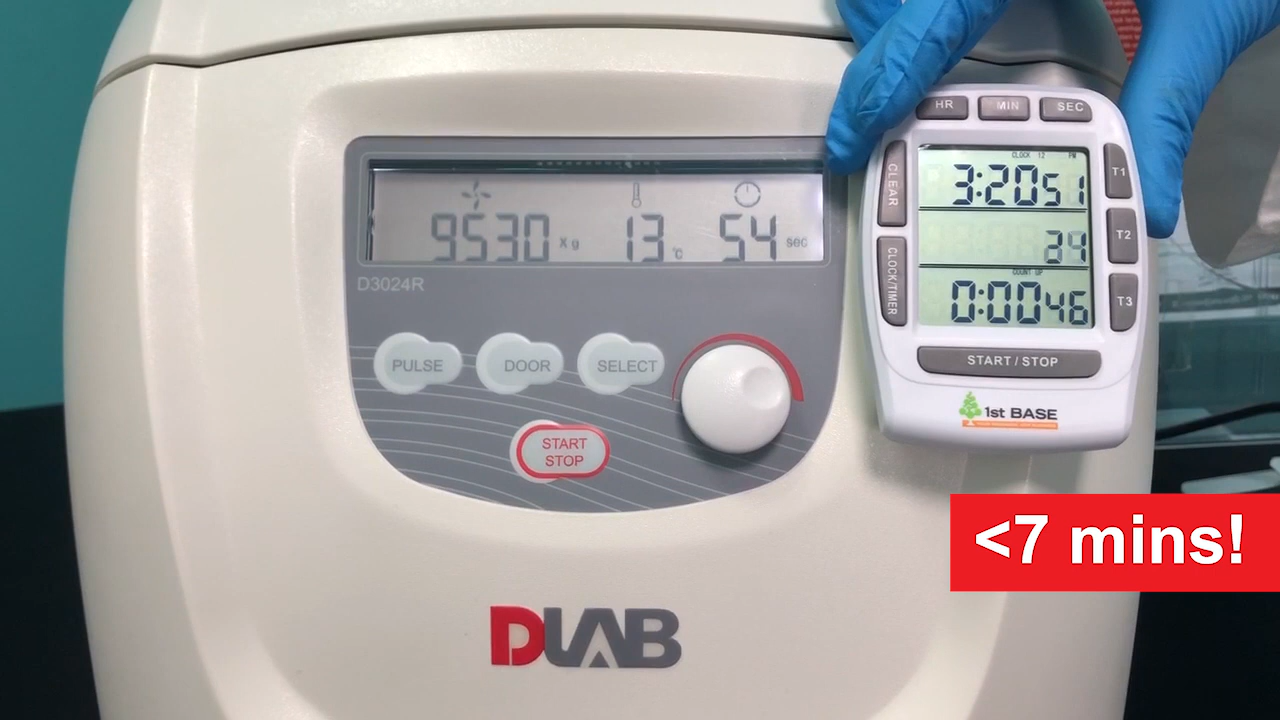 9530 xg 13 °C 54 sec
D3024R
PULSE DOOR SELECT
START
STOP
DLAB
HR MIN SEC
CLEAR
CLOCK/TIMER
CLOCK 12 PM
3:20 51
24
COUNT UP
0:00 46
T1
T2
T3
START / STOP
1st BASE
<7 mins!